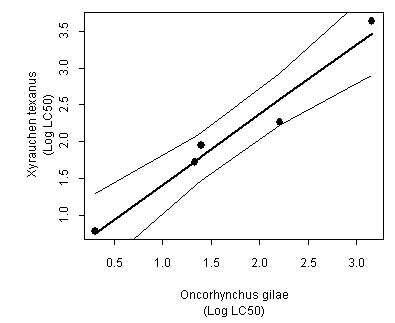 Xyrauchen texanus
(Log LC50)
3.5
3.0
2.5
2.0
1.5
1.0
0.5 1.0 1.5 2.0 2.5 3.0
Oncorhynchus gilae
(Log LC50)